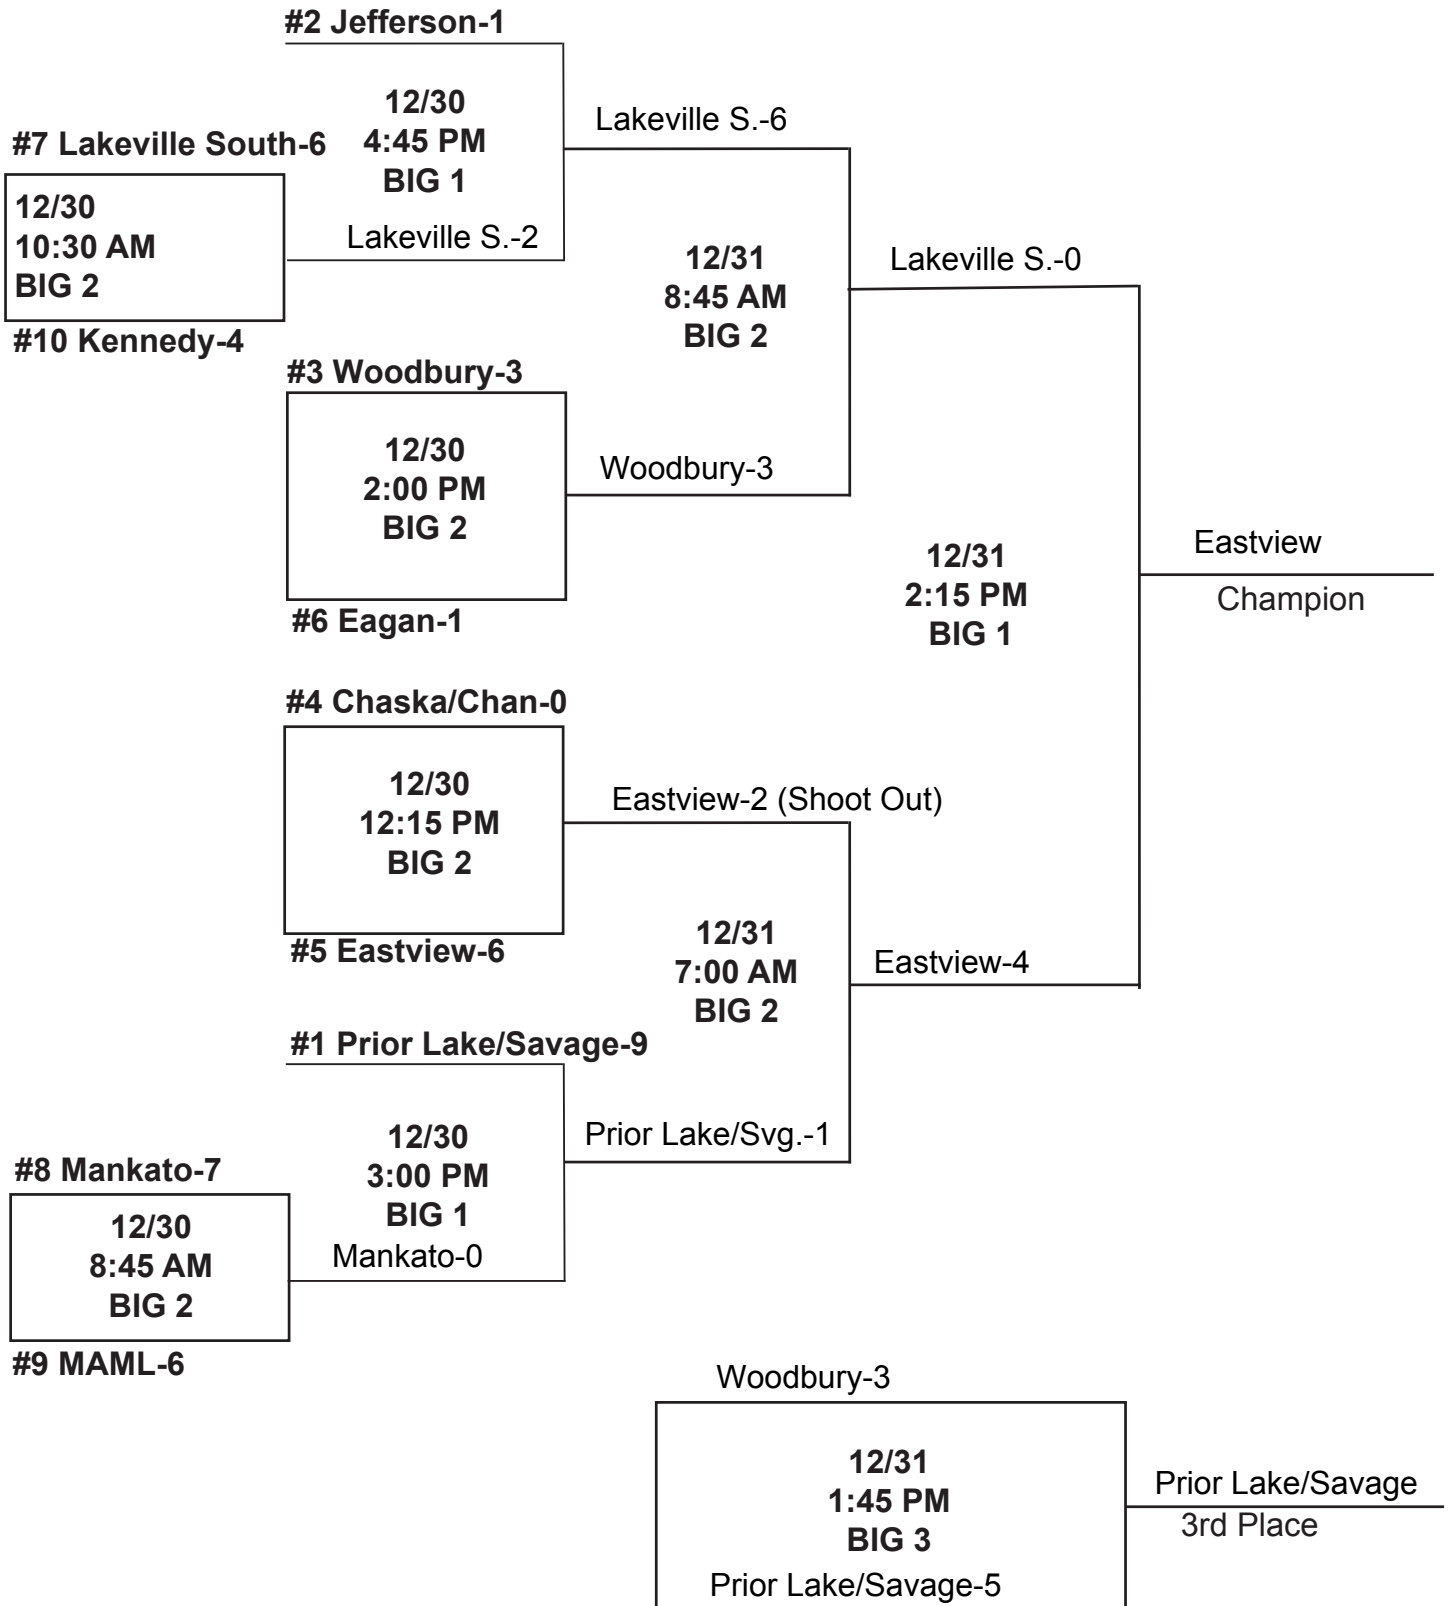 #2 Jefferson-1
12/30
4:45 PM
BIG 1
Lakeville S.-6
#7 Lakeville South-6
12/30
10:30 AM
BIG 2
Lakeville S.-2
#10 Kennedy-4
12/31
8:45 AM
BIG 2
Lakeville S.-0
#3 Woodbury-3
12/30
2:00 PM
BIG 2
Woodbury-3
#6 Eagan-1
12/31
2:15 PM
BIG 1
Eastview
Champion
#4 Chaska/Chan-0
12/30
12:15 PM
BIG 2
Eastview-2 (Shoot Out)
#5 Eastview-6
12/31
7:00 AM
BIG 2
Eastview-4
#1 Prior Lake/Savage-9
12/30
3:00 PM
BIG 1
Prior Lake/Svg.-1
#8 Mankato-7
12/30
8:45 AM
BIG 2
Mankato-0
#9 MAML-6
Woodbury-3
12/31
1:45 PM
BIG 3
Prior Lake/Savage-5
Prior Lake/Savage
3rd Place